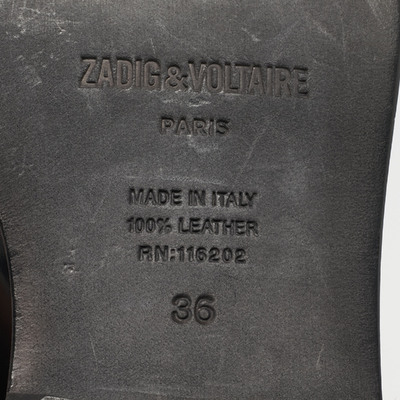 ZADIG&VOLTAIRE
PARIS
MADE IN ITALY
100% LEATHER
RN:116202
36